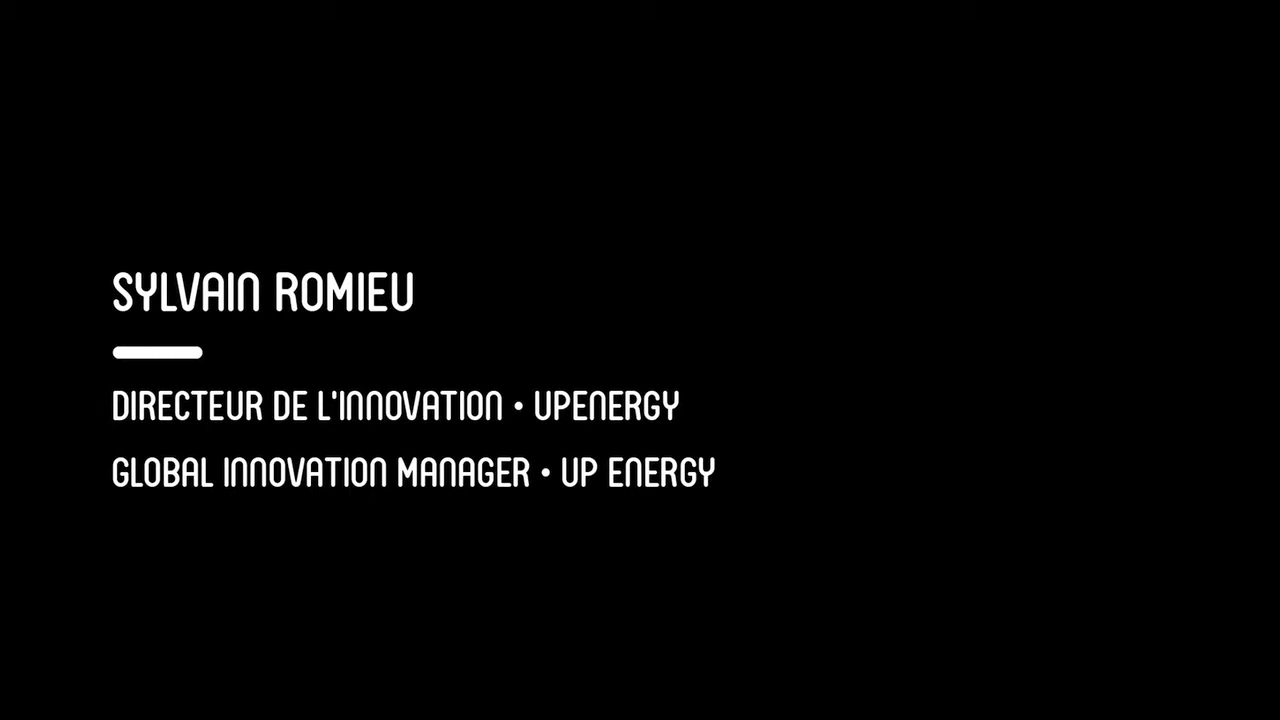 SYLVAIN ROMIEU
DIRECTEUR DE L'INNOVATION • UPENERGY
GLOBAL INNOVATION MANAGER • UP ENERGY